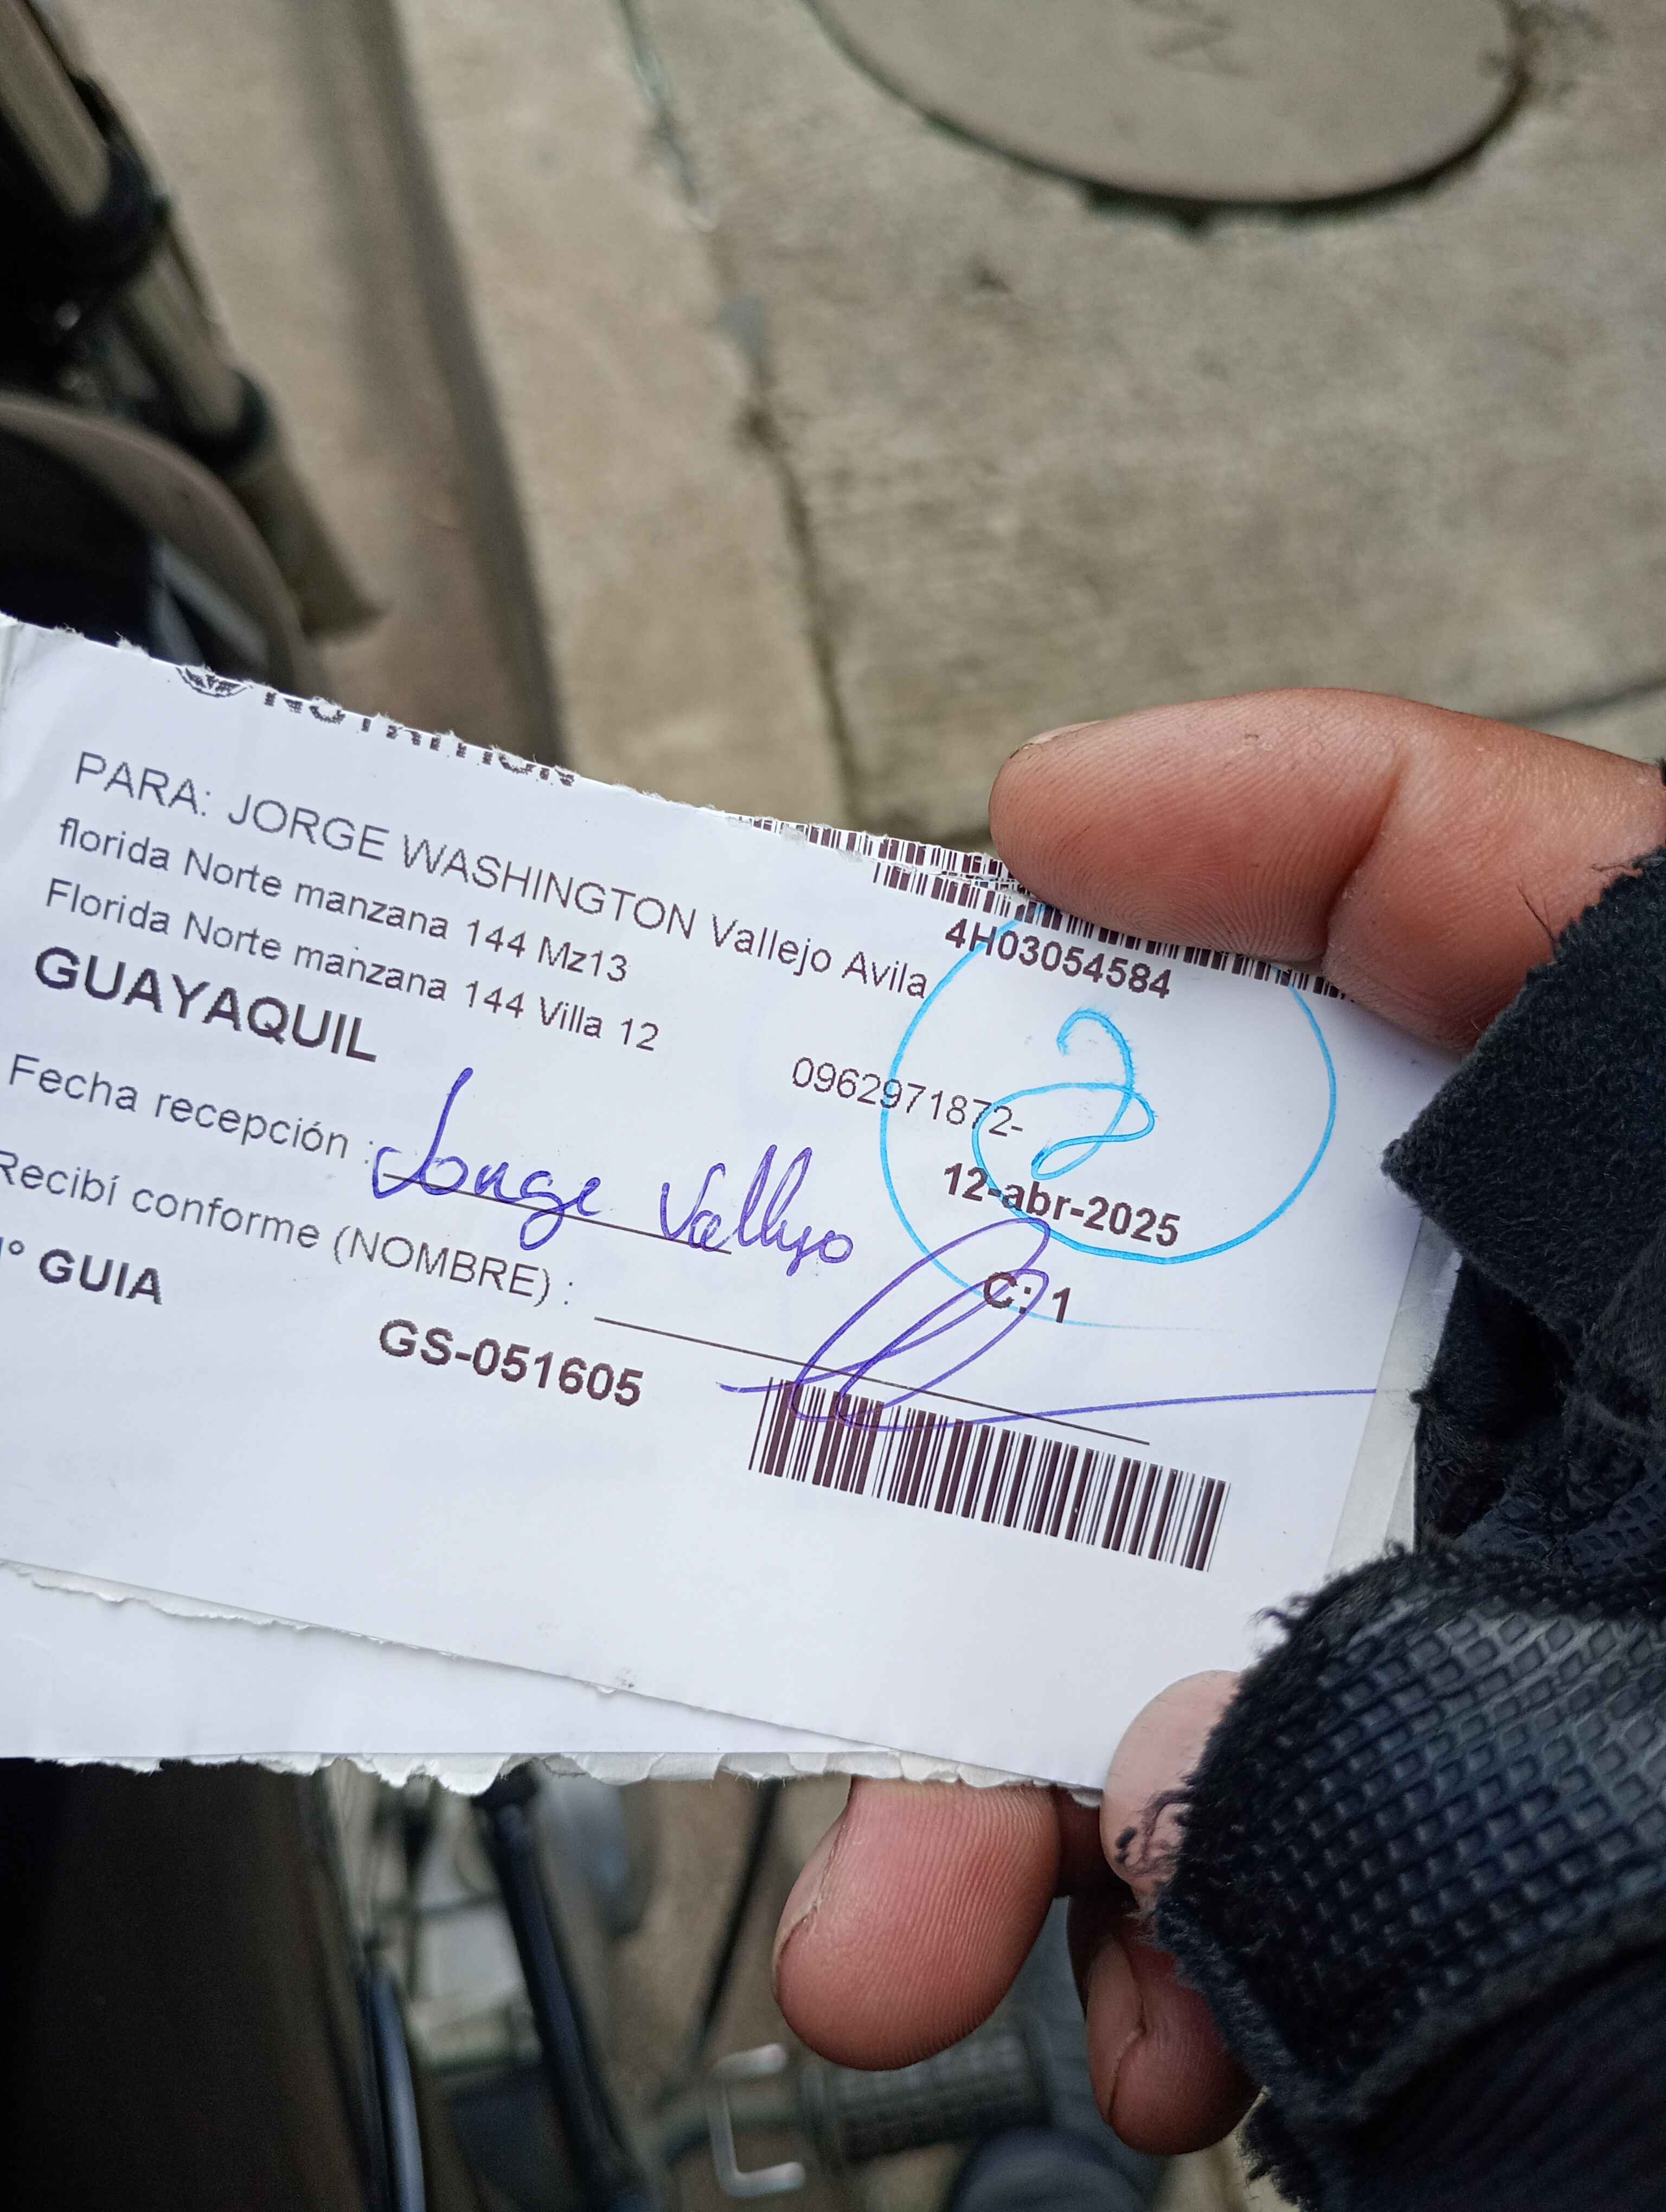 PARA: JORGE WASHINGTON Vallejo Avila
florida Norte manzana 144 Mz13
Florida Norte manzana 144 Villa 12
GUAYAQUIL
4H03054584
2
0962971872-
12-abr-2025
Fecha recepción :
Jorge Vallejo
Recibí conforme (NOMBRE) :
C: 1
° GUIA
GS-051605